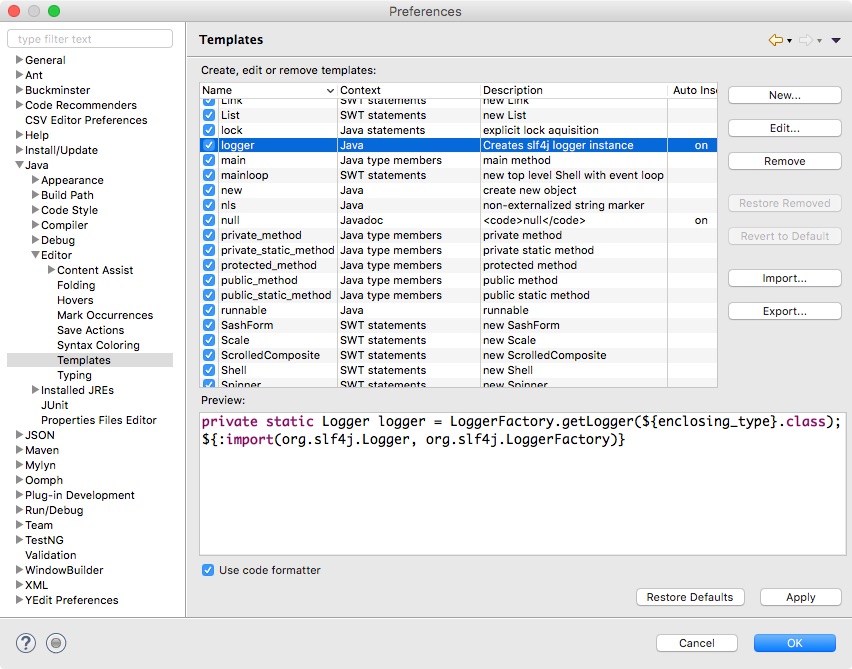 Preferences
type filter text
General
Ant
Buckminster
Code Recommenders
CSV Editor Preferences
Help
Install/Update
Java
Appearance
Build Path
Code Style
Compiler
Debug
Editor
Content Assist
Folding
Hovers
Mark Occurrences
Save Actions
Syntax Coloring
Templates
Typing
Installed JREs
JUnit
Properties Files Editor
JSON
Maven
Mylyn
Oomph
Plug-in Development
Run/Debug
Team
TestNG
Validation
WindowBuilder
XML
YEdit Preferences
Templates
Create, edit or remove templates:
Name Context Description Auto Inse
Link SWT statements new Link
List SWT statements new List
lock Java statements explicit lock aquisition
logger Java Creates slf4j logger instance on
main Java type members main method
mainloop SWT statements new top level Shell with event loop
new Java create new object
nls Java non-externalized string marker
null Javadoc <code>null</code> on
private_method Java type members private method
private_static_method Java type members private static method
protected_method Java type members protected method
public_method Java type members public method
public_static_method Java type members public static method
runnable Java runnable
SashForm SWT statements new SashForm
Scale SWT statements new Scale
ScrolledComposite SWT statements new ScrolledComposite
Shell SWT statements new Shell
Spinner SWT statements new Spinner
New...
Edit...
Remove
Restore Removed
Revert to Default
Import...
Export...
Preview:
private static Logger logger = LoggerFactory.getLogger(${enclosing_type}.class);
${:import(org.slf4j.Logger, org.slf4j.LoggerFactory)}
Use code formatter
Restore Defaults
Apply
?
Cancel
OK